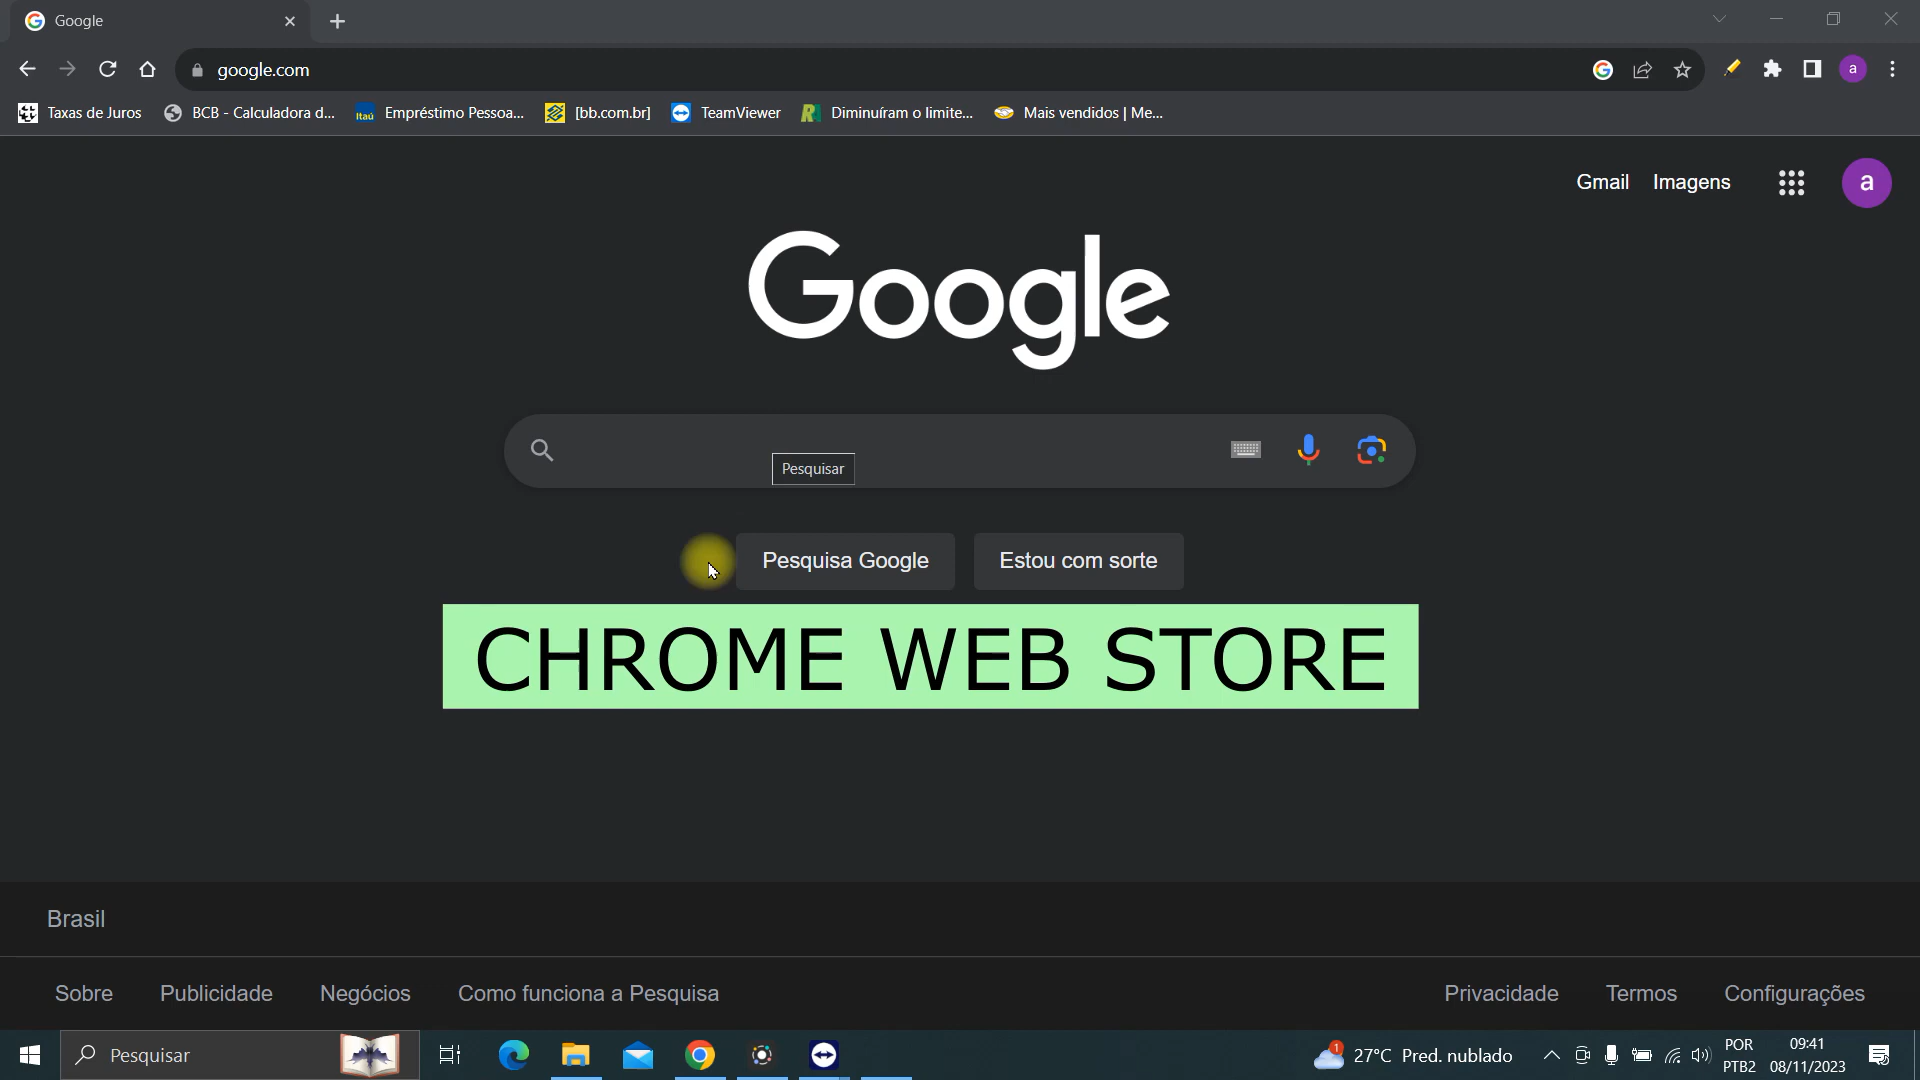 Google
google.com
a
Taxas de Juros
BCB - Calculadora d...
Itaú
Empréstimo Pessoa...
[bb.com.br]
TeamViewer
Diminuíram o limite...
Mais vendidos | Me...
Gmail
Imagens
a
Google
Pesquisar
Pesquisa Google
Estou com sorte
CHROME WEB STORE
Brasil
Sobre
Publicidade
Negócios
Como funciona a Pesquisa
Privacidade
Termos
Configurações
Pesquisar
1
27°C Pred. nublado
POR
PTB2
09:41
08/11/2023